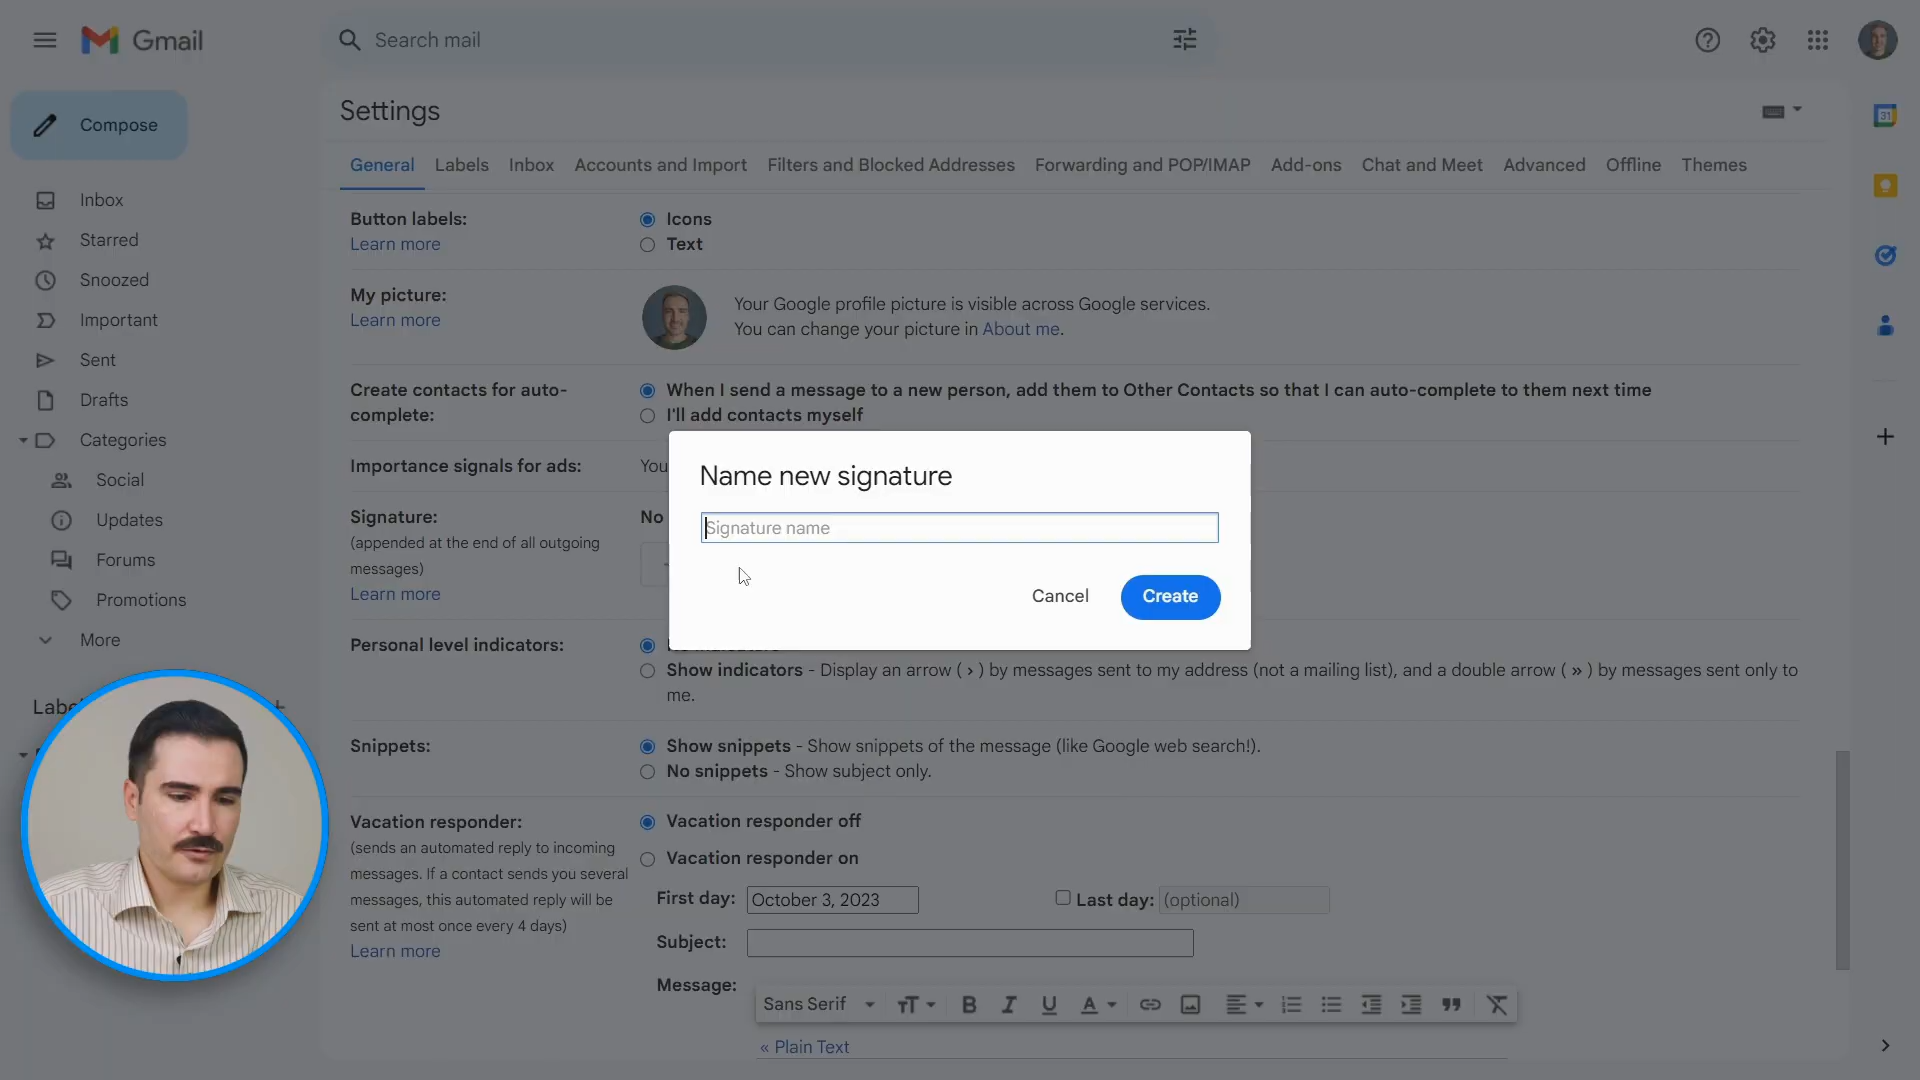 Gmail
Search mail
Compose
Settings
31
General Labels Inbox Accounts and Import Filters and Blocked Addresses Forwarding and POP/IMAP Add-ons Chat and Meet Advanced Offline Themes
Inbox
Starred
Snoozed
Important
Sent
Drafts
Categories
Social
Updates
Forums
Promotions
More
Button labels:
Learn more
Icons
Text
My picture:
Learn more
Your Google profile picture is visible across Google services.
You can change your picture in About me.
Create contacts for auto-
complete:
When I send a message to a new person, add them to Other Contacts so that I can auto-complete to them next time
I'll add contacts myself
Importance signals for ads:
You
Signature:
(appended at the end of all outgoing
messages)
Learn more
No
Name new signature
Signature name
Cancel Create
Personal level indicators:
Show indicators - Display an arrow ( › ) by messages sent to my address (not a mailing list), and a double arrow ( » ) by messages sent only to
me.
Snippets:
Show snippets - Show snippets of the message (like Google web search!).
No snippets - Show subject only.
Vacation responder:
(sends an automated reply to incoming
messages. If a contact sends you several
messages, this automated reply will be
sent at most once every 4 days)
Learn more
Vacation responder off
Vacation responder on
First day: October 3, 2023 Last day: (optional)
Subject:
Message:
Sans Serif
« Plain Text